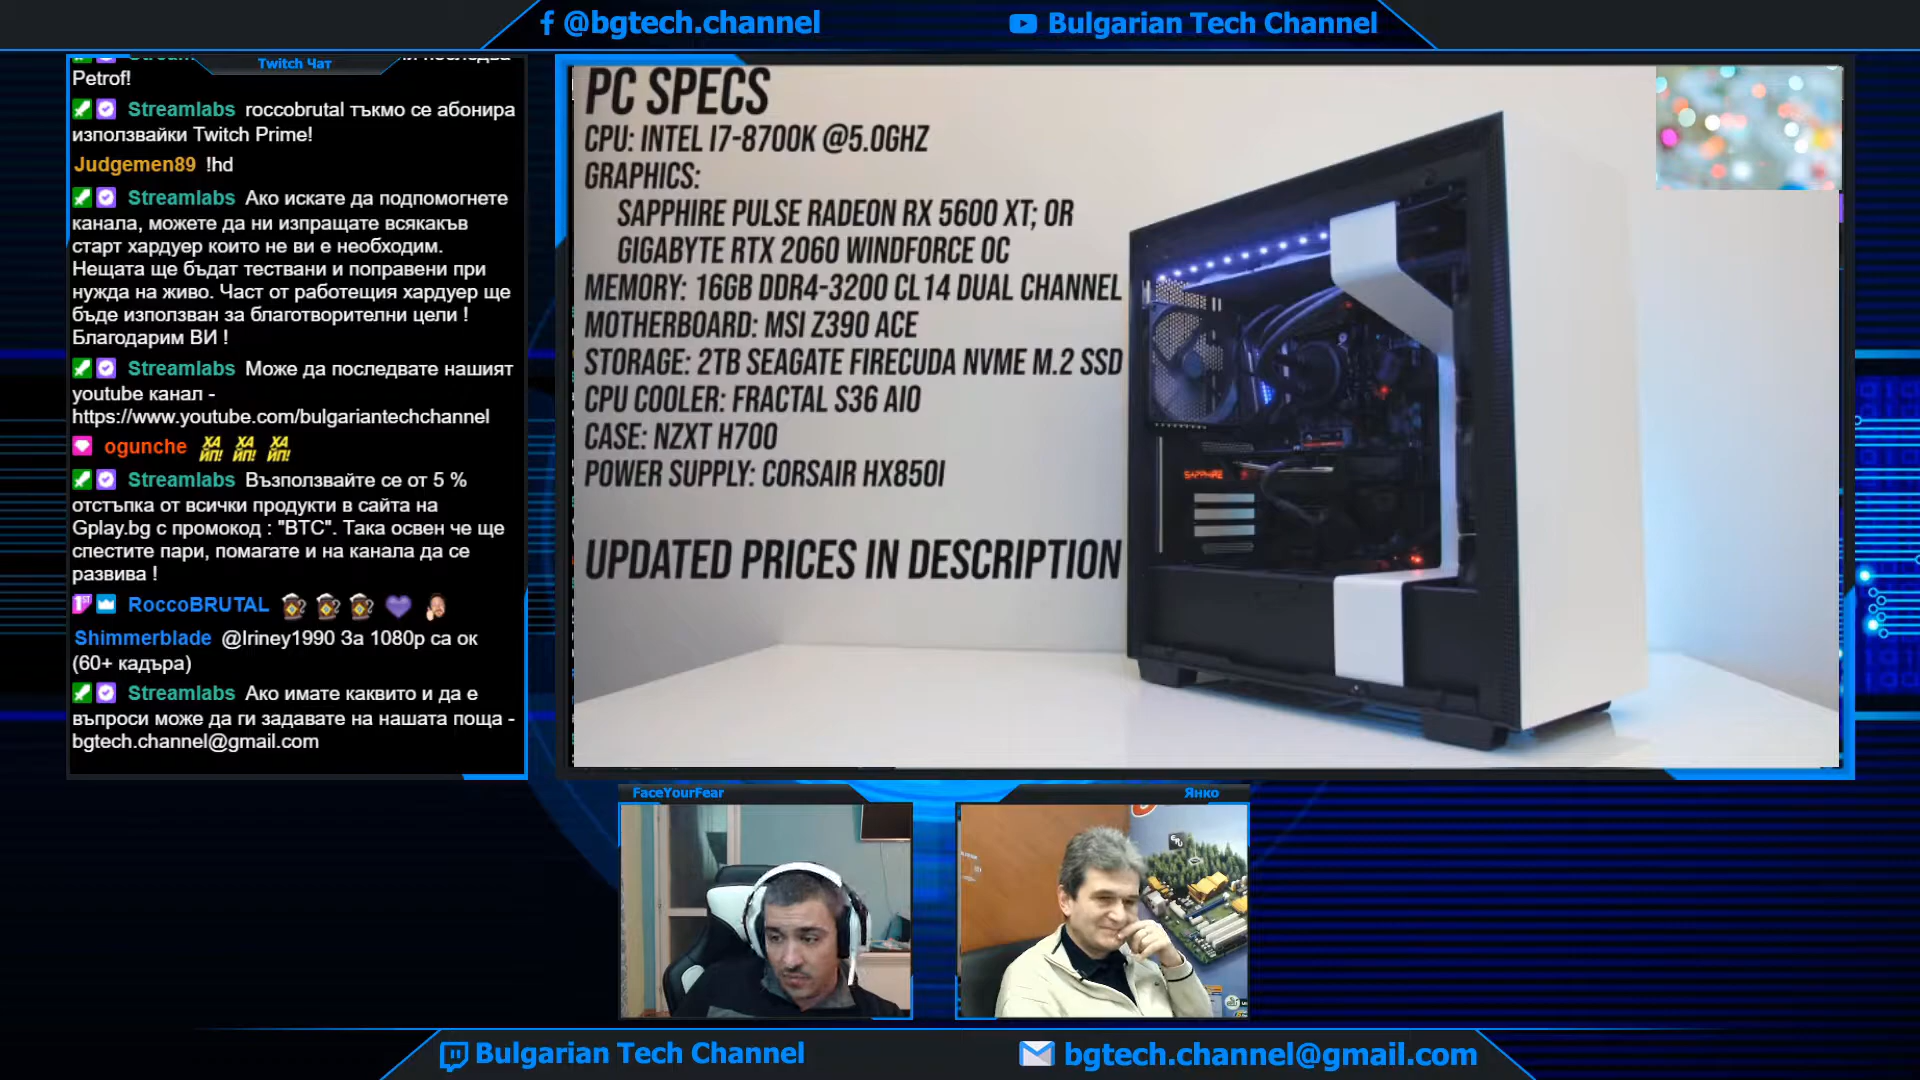 @bgtech.channel
Bulgarian Tech Channel
Twitch Чат
Petrof!
Streamlabs roccobrutal тъкмо се абонира
използвайки Twitch Prime!
Judgemen89 !hd
Streamlabs Ако искате да подпомогнете
канала, можете да ни изпращате всякакъв
старт хардуер които не ви е необходим.
Нещата ще бъдат тествани и поправени при
нужда на живо. Част от работещия хардуер ще
бъде използван за благотворителни цели !
Благодарим ВИ !
Streamlabs Може да последвате нашият
youtube канал -
https://www.youtube.com/bulgariantechchannel
ogunche ХАЙП! ХАЙП! ХАЙП!
Streamlabs Възползвайте се от 5 %
отстъпка от всички продукти в сайта на
Gplay.bg с промокод : "BTC". Така освен че ще
спестите пари, помагате и на канала да се
развива !
RoccoBRUTAL
Shimmerblade @Iriney1990 За 1080р са ок
(60+ кадъра)
Streamlabs Ако имате каквито и да е
въпроси може да ги задавате на нашата поща -
bgtech.channel@gmail.com
PC SPECS
CPU: INTEL I7-8700K @5.0GHZ
GRAPHICS:
SAPPHIRE PULSE RADEON RX 5600 XT; OR
GIGABYTE RTX 2060 WINDFORCE OC
MEMORY: 16GB DDR4-3200 CL14 DUAL CHANNEL
MOTHERBOARD: MSI Z390 ACE
STORAGE: 2TB SEAGATE FIRECUDA NVME M.2 SSD
CPU COOLER: FRACTAL S36 AIO
CASE: NZXT H700
POWER SUPPLY: CORSAIR HX850I
UPDATED PRICES IN DESCRIPTION
SAPPHIRE
FaceYourFear
Янко
Bulgarian Tech Channel
bgtech.channel@gmail.com